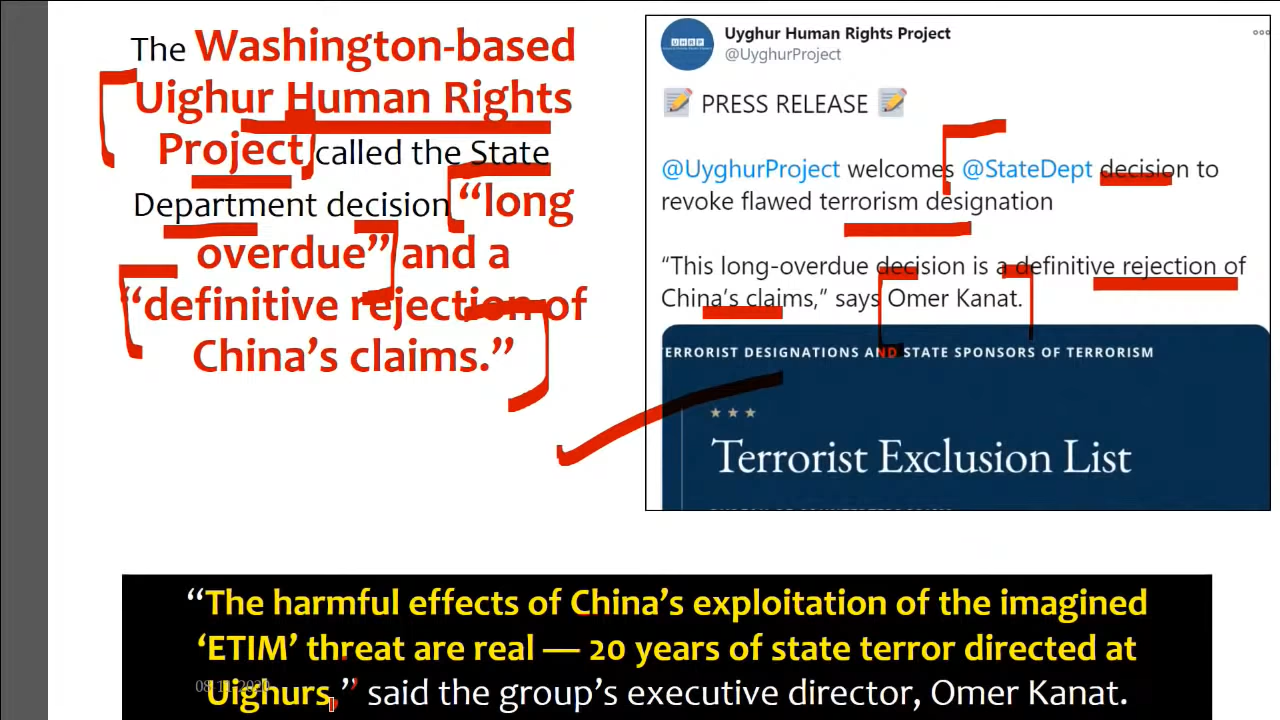 The Washington-based
Uighur Human Rights
Project, called the State
Department decision “long
overdue” and a
“definitive rejection of
China’s claims.”
Uyghur Human Rights Project
@UyghurProject
UHRP
PRESS RELEASE
@UyghurProject welcomes @StateDept decision to
revoke flawed terrorism designation
“This long-overdue decision is a definitive rejection of
China’s claims,” says Omer Kanat.
TERRORIST DESIGNATIONS AND STATE SPONSORS OF TERRORISM
Terrorist Exclusion List
“The harmful effects of China’s exploitation of the imagined
‘ETIM’ threat are real — 20 years of state terror directed at
Uighurs,” said the group’s executive director, Omer Kanat.